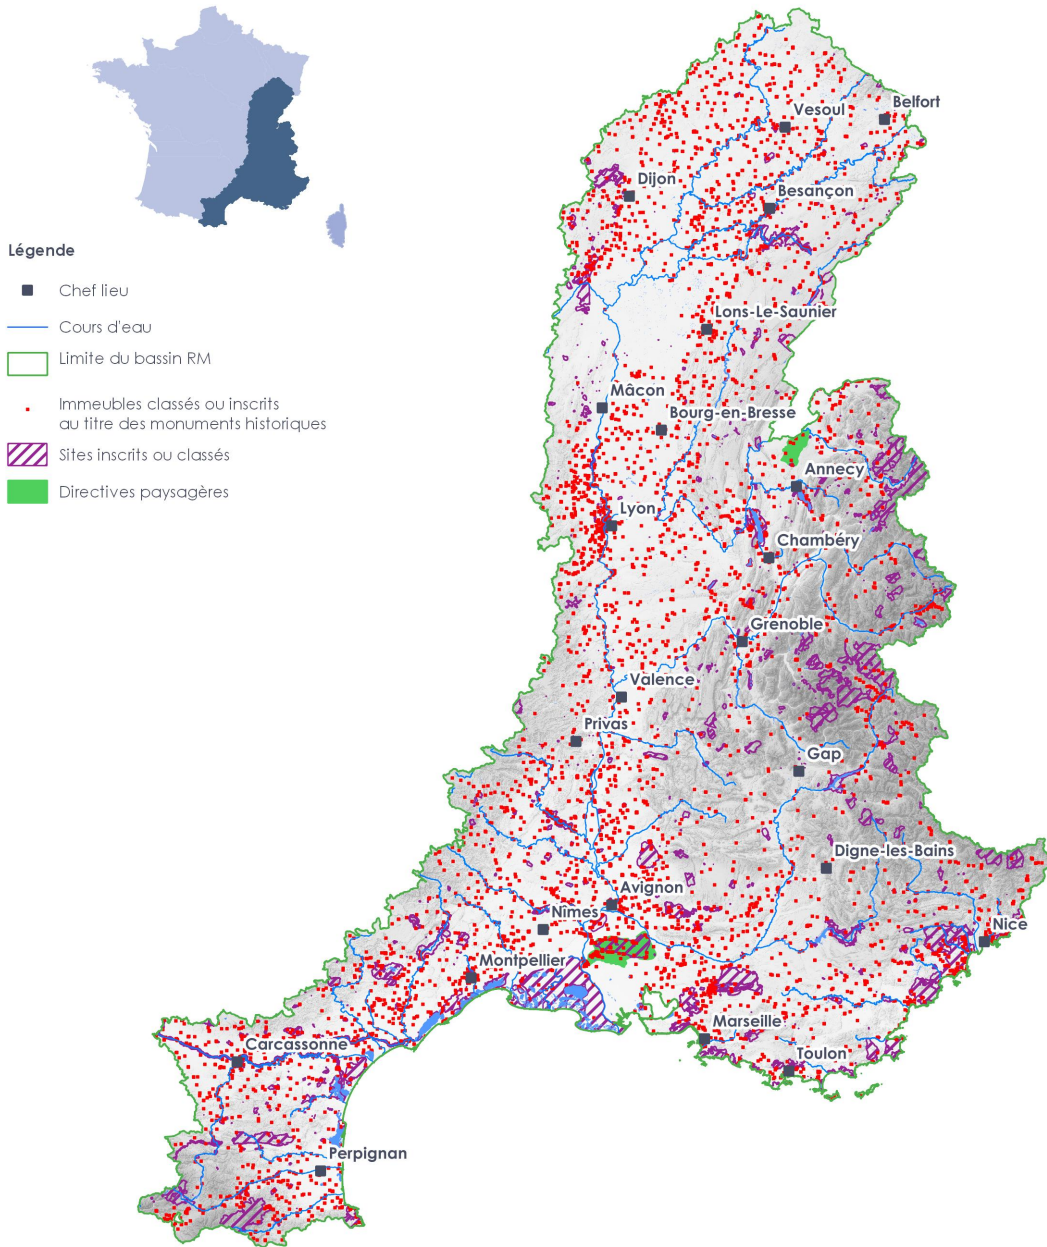 Légende
Chef lieu
Cours d'eau
Limite du bassin RM
Immeubles classés ou inscrits
au titre des monuments historiques
Sites inscrits ou classés
Directives paysagères
Belfort
Vesoul
Dijon
Besançon
Lons-Le-Saunier
Mâcon
Bourg-en-Bresse
Annecy
Lyon
Chambéry
Grenoble
Valence
Privas
Gap
Digne-les-Bains
Avignon
Nîmes
Nice
Montpellier
Marseille
Carcassonne
Toulon
Perpignan